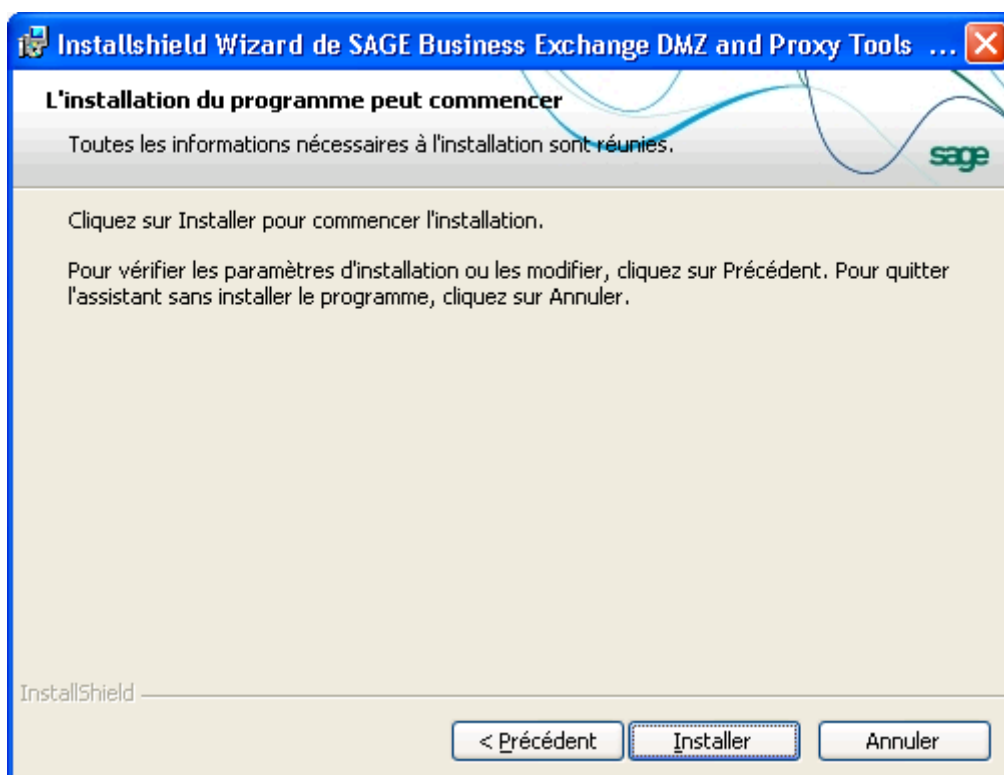 Installshield Wizard de SAGE Business Exchange DMZ and Proxy Tools ...
L'installation du programme peut commencer
Toutes les informations nécessaires à l'installation sont réunies.
sage
Cliquez sur Installer pour commencer l'installation.
Pour vérifier les paramètres d'installation ou les modifier, cliquez sur Précédent. Pour quitter
l'assistant sans installer le programme, cliquez sur Annuler.
InstallShield
< Précédent
Installer
Annuler